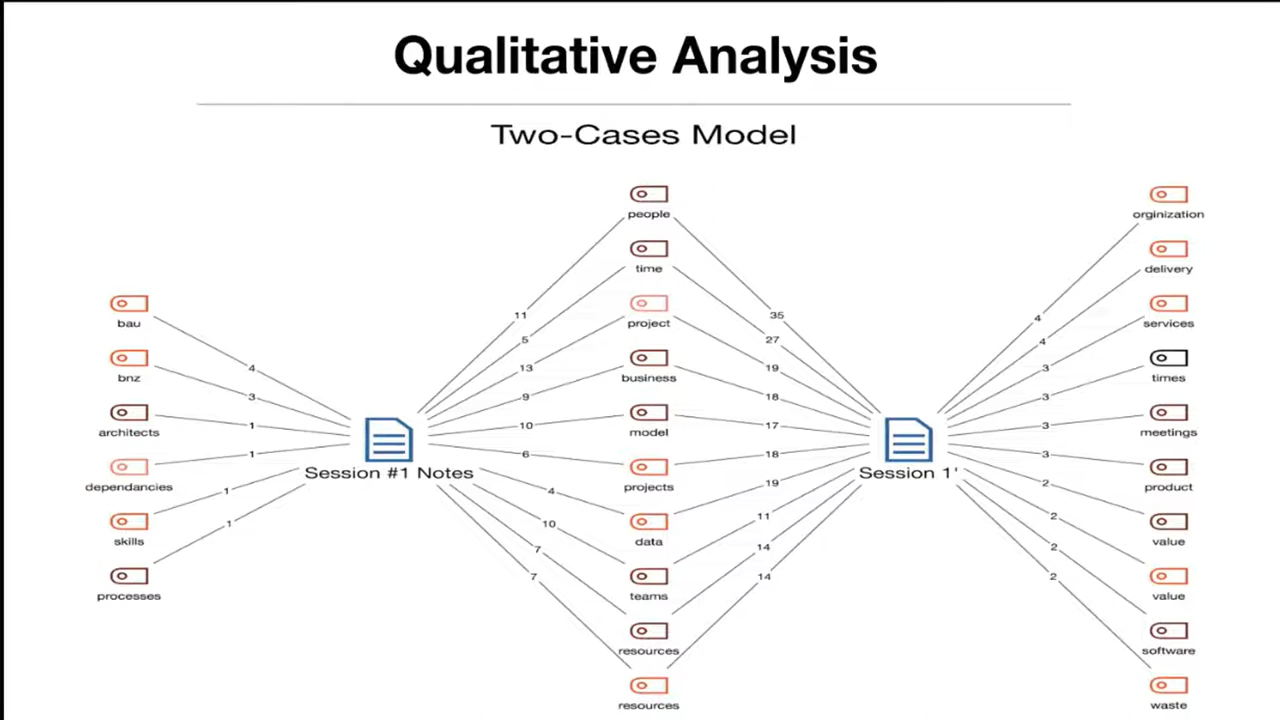 Qualitative Analysis
Two-Cases Model
bau
bnz
architects
dependancies
skills
processes
4
3
1
1
1
1
Session #1 Notes
11
5
13
9
10
6
4
10
7
7
people
time
project
business
model
projects
data
teams
resources
resources
35
27
19
18
17
18
19
11
14
14
Session 1'
4
4
3
3
3
3
2
2
2
2
orginization
delivery
services
times
meetings
product
value
value
software
waste